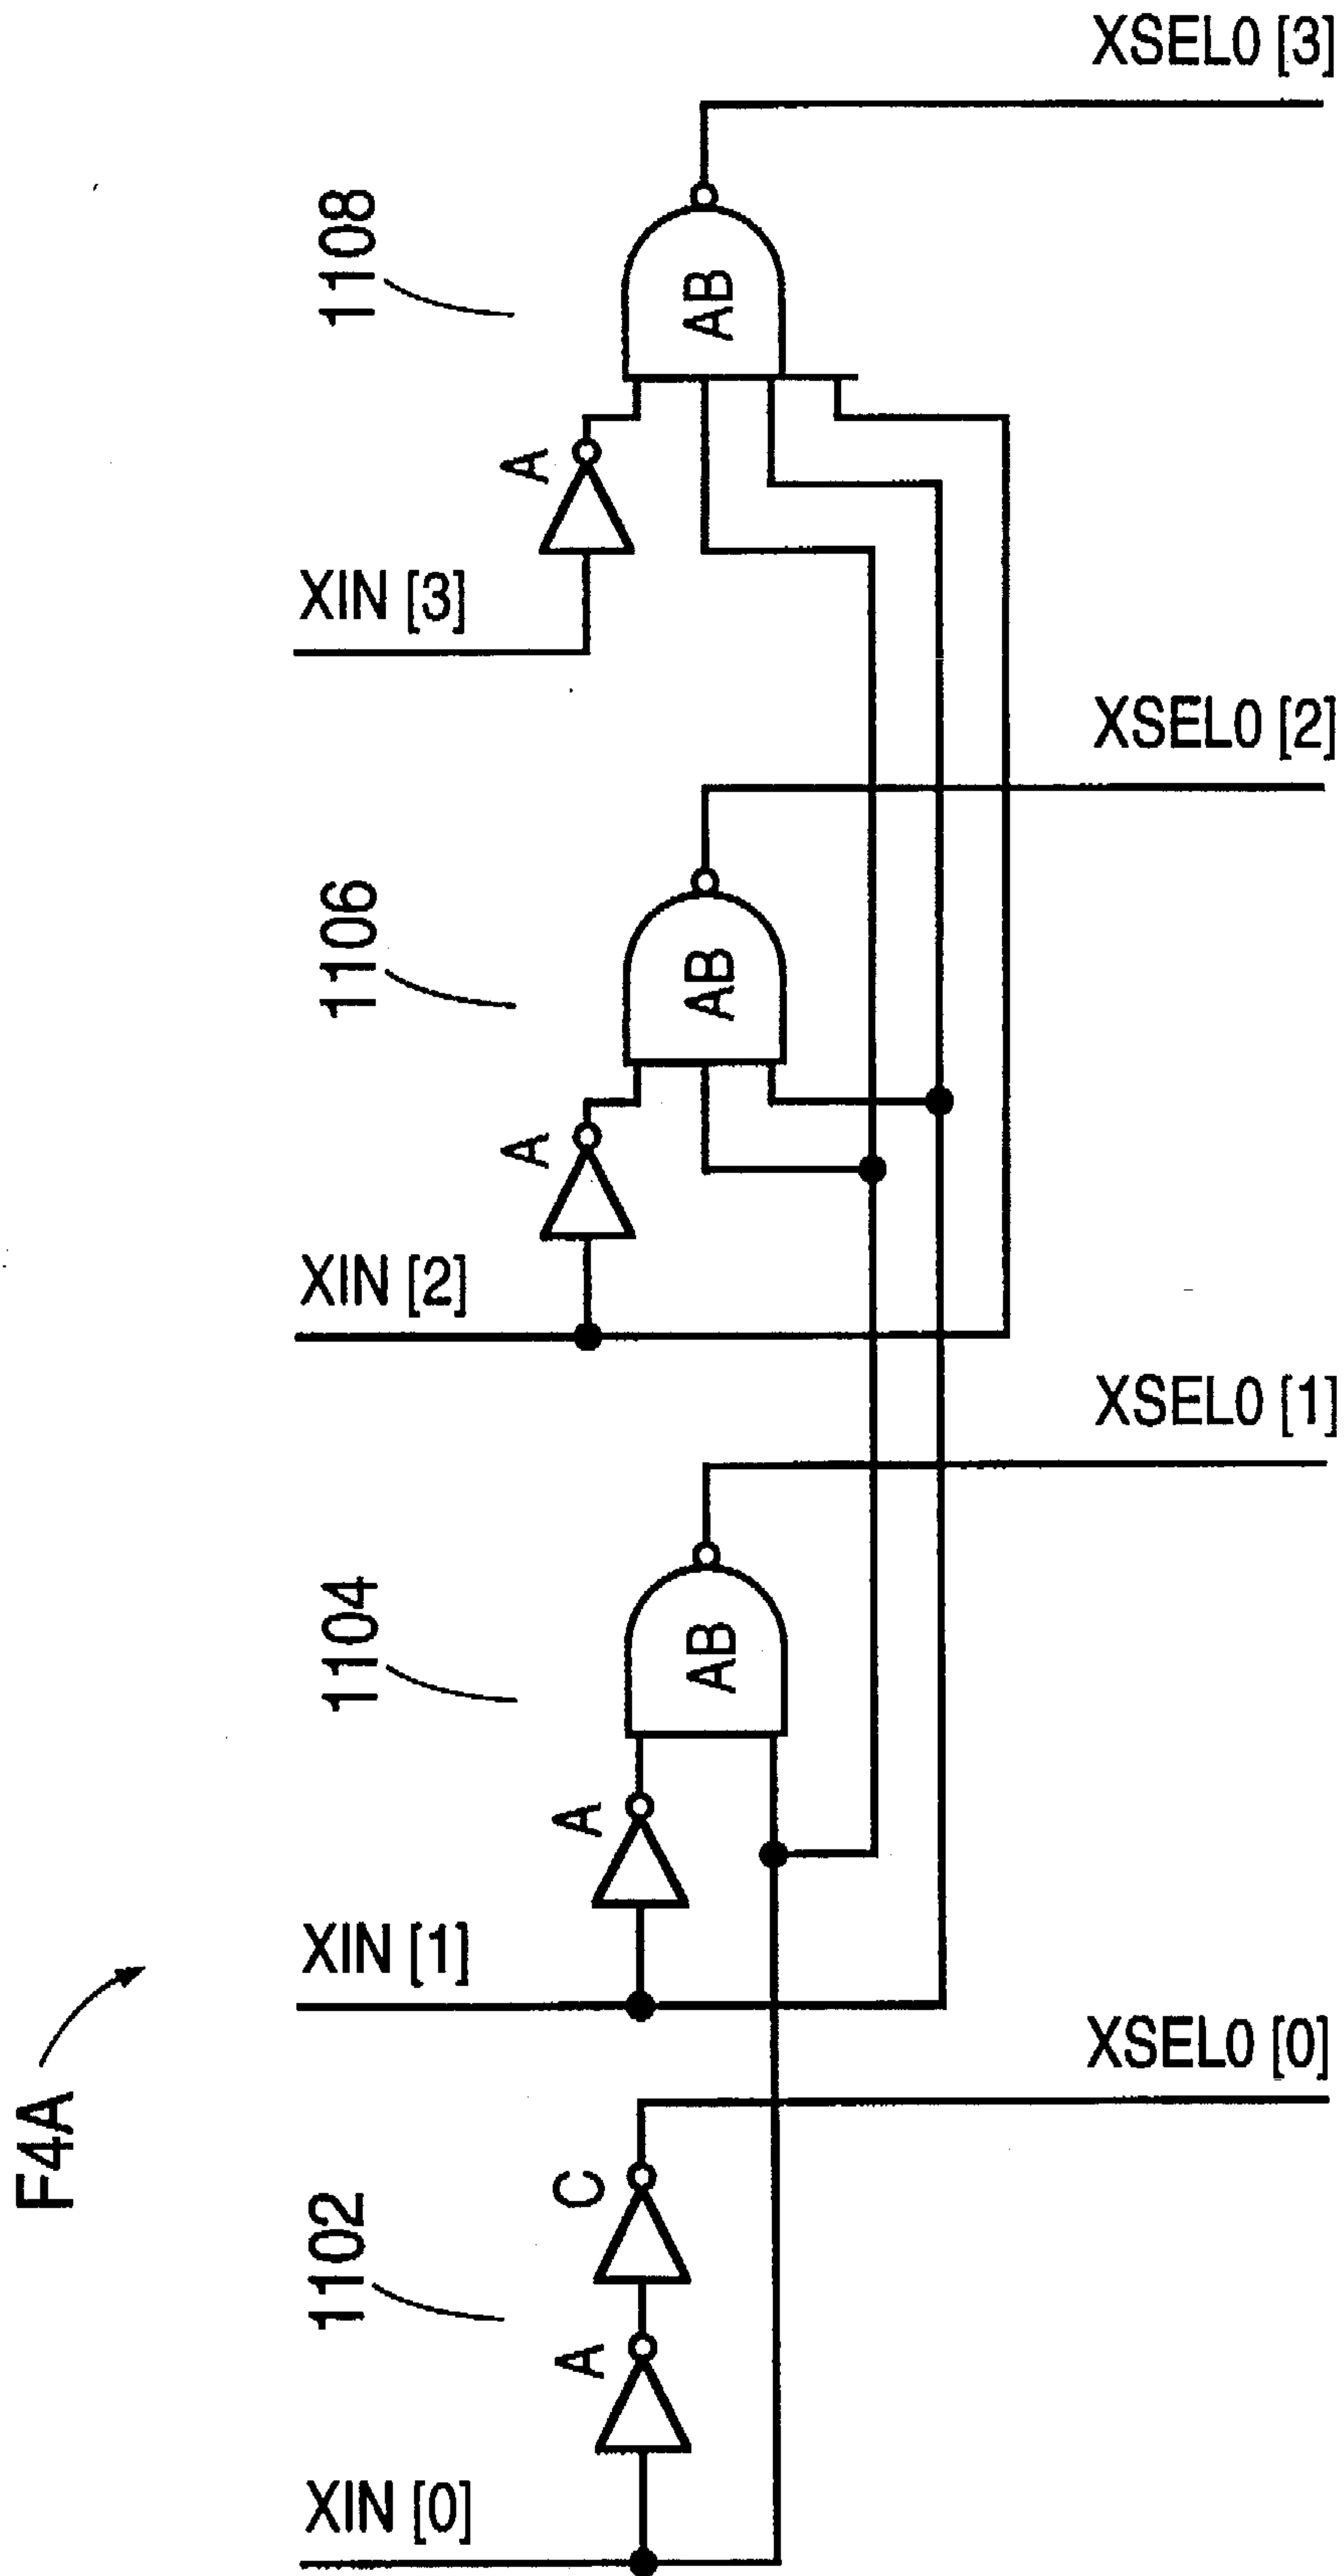 F4A
1102
1104
1106
1108
XIN [0]
A
C
XSEL0 [0]
XIN [1]
A
AB
XSEL0 [1]
XIN [2]
A
AB
XSEL0 [2]
XIN [3]
A
AB
XSEL0 [3]